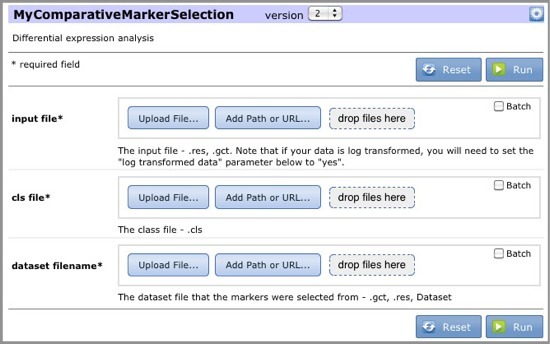 MyComparativeMarkerSelection version 2
Differential expression analysis
* required field
Reset Run
Batch
input file* Upload File... Add Path or URL... drop files here
The input file - .res, .gct. Note that if your data is log transformed, you will need to set the
"log transformed data" parameter below to "yes".
Batch
cls file* Upload File... Add Path or URL... drop files here
The class file - .cls
Batch
dataset filename* Upload File... Add Path or URL... drop files here
The dataset file that the markers were selected from - .gct, .res, Dataset
Reset Run